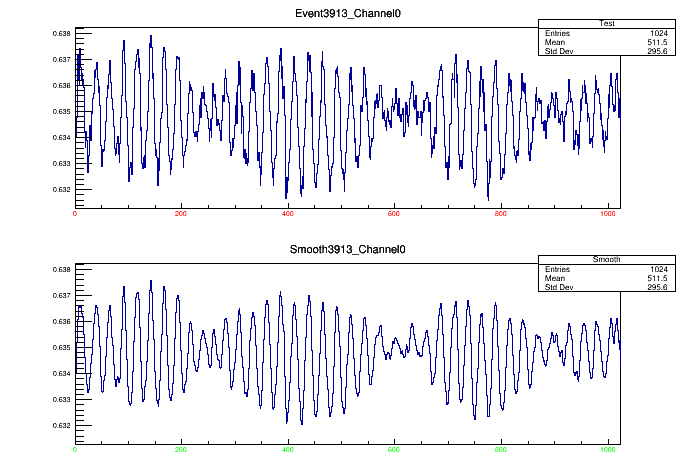 Event3913_Channel0
Test
Entries 1024
Mean 511.5
Std Dev 295.6
0.638
0.637
0.636
0.635
0.634
0.633
0.632
0 200 400 600 800 1000
Smooth3913_Channel0
Smooth
Entries 1024
Mean 511.5
Std Dev 295.6
0.638
0.637
0.636
0.635
0.634
0.633
0.632
0 200 400 600 800 1000